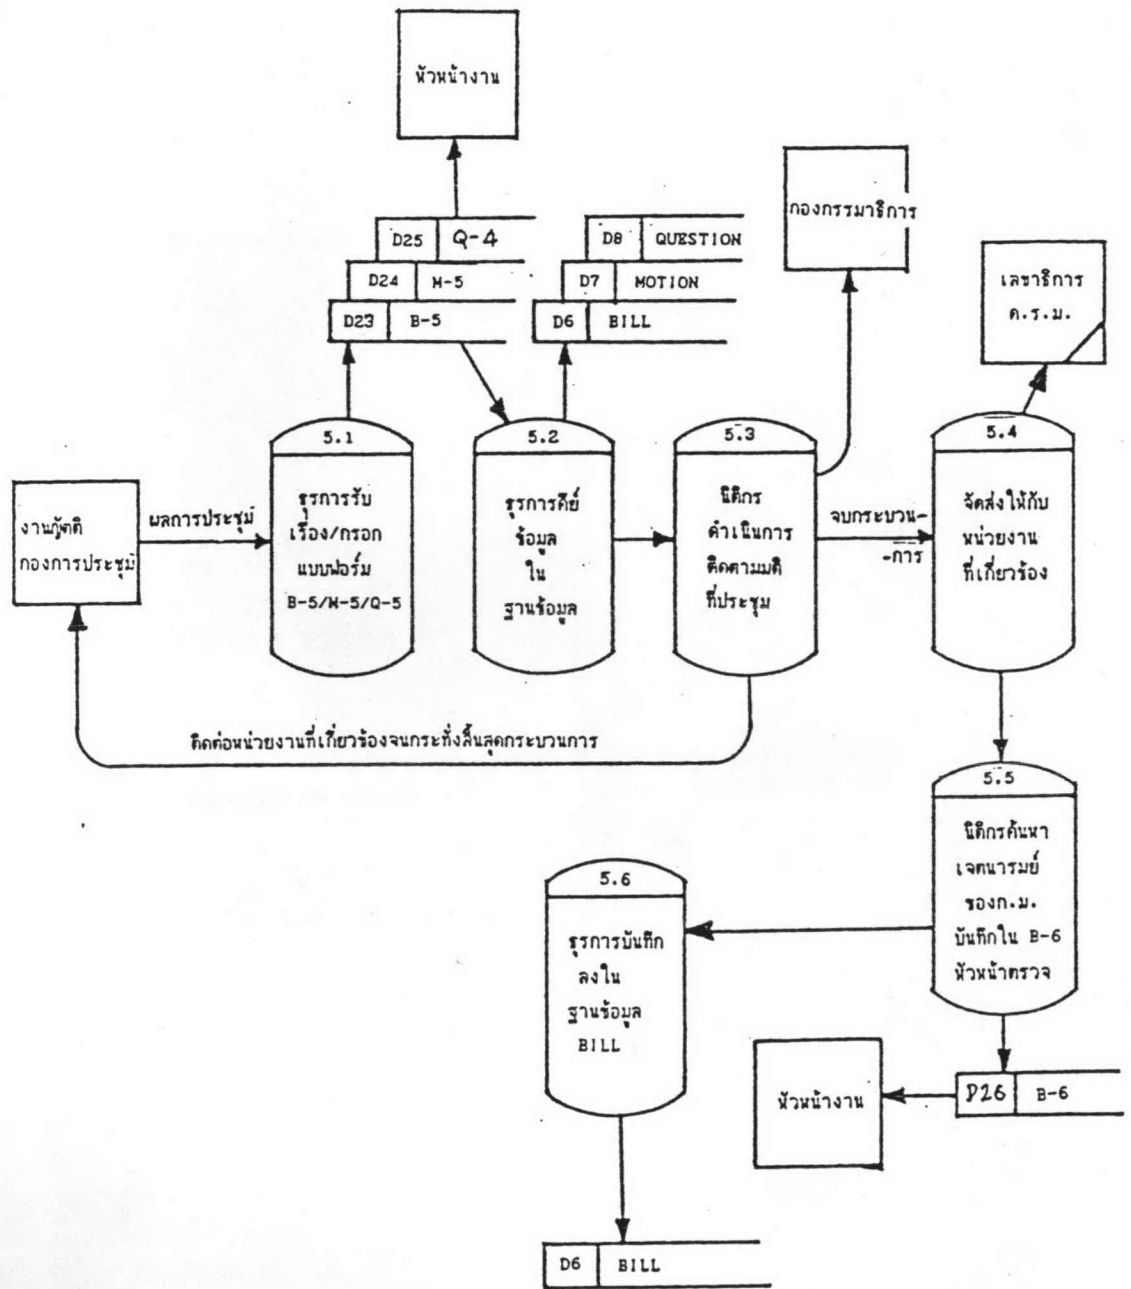 หัวหน้างาน
กองกรรมาธิการ
D25 Q-4
D24 M-5
D23 B-5
D8 QUESTION
D7 MOTION
D6 BILL
เลขาธิการ
ค.ร.ม.
5.1
ธุรการรับ
เรื่อง/กรอก
แบบฟอร์ม
B-5/M-5/Q-5
5.2
ธุรการคีย์
ข้อมูล
ใน
ฐานข้อมูล
5.3
นิติกร
ดำเนินการ
ติดตามมติ
ที่ประชุม
5.4
จัดส่งให้กับ
หน่วยงาน
ที่เกี่ยวข้อง
งานญัตติ
กองการประชุม
ผลการประชุม
จบกระบวน-
-การ
ติดต่อหน่วยงานที่เกี่ยวข้องจนกระทั่งสิ้นสุดกระบวนการ
5.5
นิติกรค้นหา
เจตนารมย์
ของก.ม.
บันทึกใน B-6
หัวหน้าตรวจ
5.6
ธุรการบันทึก
ลงใน
ฐานข้อมูล
BILL
หัวหน้างาน
D26 B-6
D6 BILL